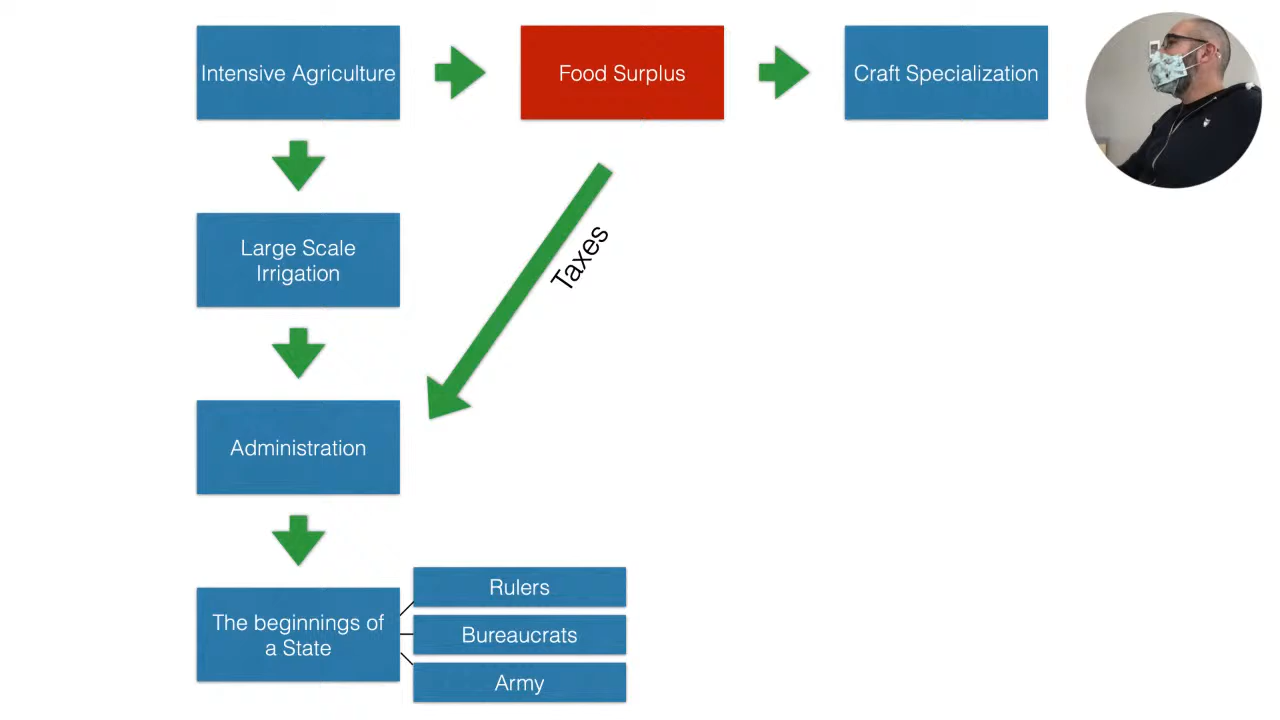 Intensive Agriculture
Food Surplus
Craft Specialization
Large Scale
Irrigation
Taxes
Administration
The beginnings of
a State
Rulers
Bureaucrats
Army